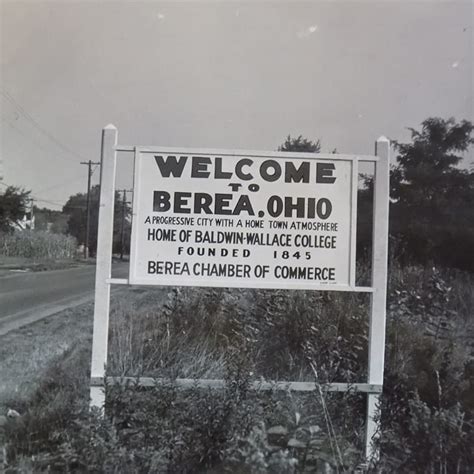 WELCOME
TO
BEREA, OHIO
A PROGRESSIVE CITY WITH A HOME TOWN ATMOSPHERE
HOME OF BALDWIN-WALLACE COLLEGE
FOUNDED 1845
BEREA CHAMBER OF COMMERCE